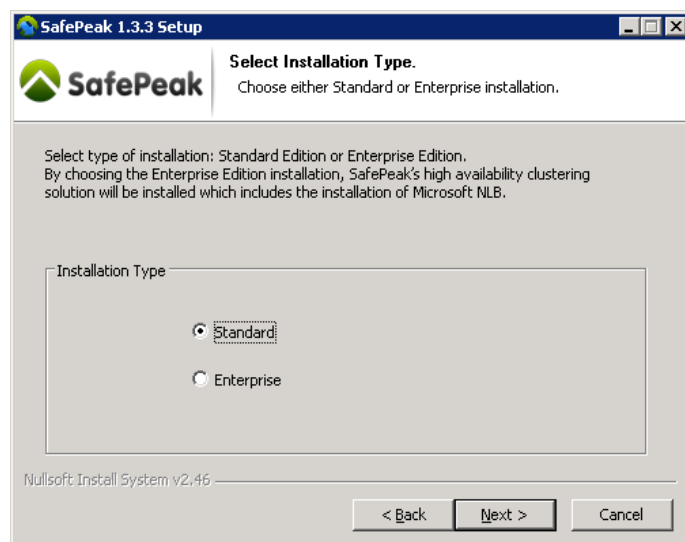 SafePeak 1.3.3 Setup
SafePeak
Select Installation Type.
Choose either Standard or Enterprise installation.
Select type of installation: Standard Edition or Enterprise Edition.
By choosing the Enterprise Edition installation, SafePeak's high availability clustering
solution will be installed which includes the installation of Microsoft NLB.
Installation Type
Standard
Enterprise
Nullsoft Install System v2.46
< Back
Next >
Cancel